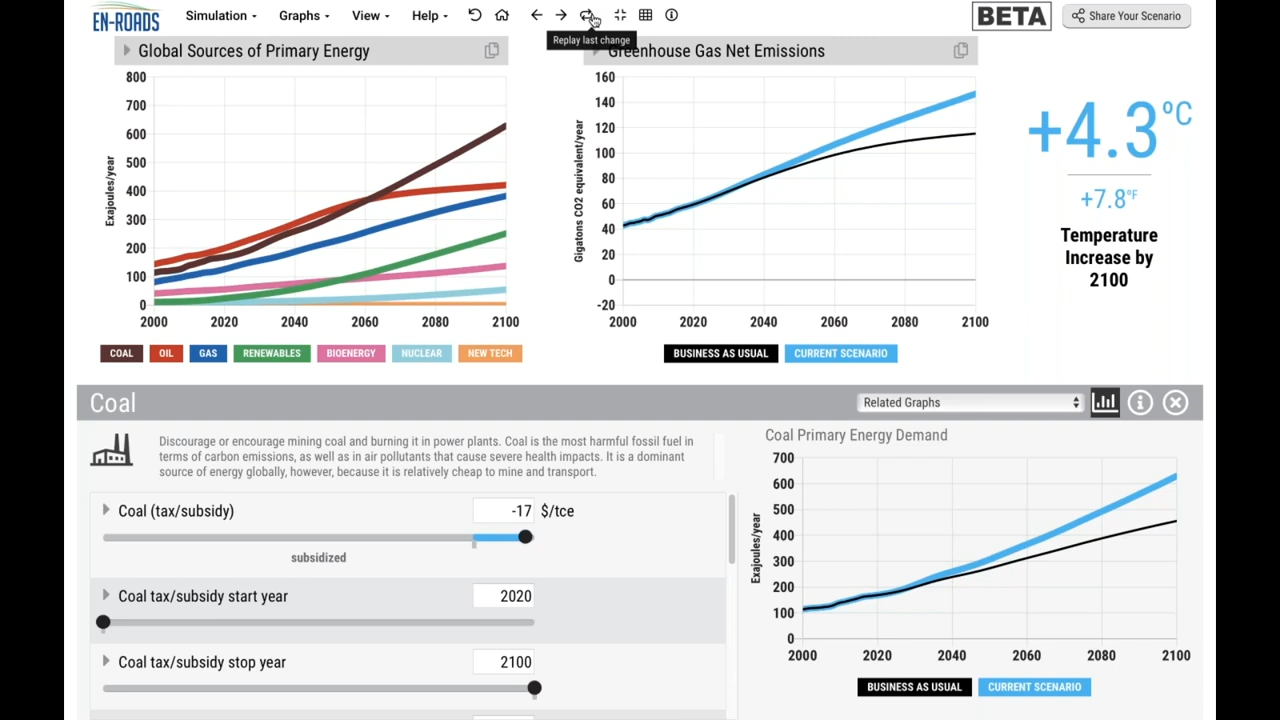 EN-ROADS
Simulation Graphs View Help
BETA
Share Your Scenario
Replay last change
Global Sources of Primary Energy
800
700
600
500
400
300
200
100
0
Exajoules/year
2000 2020 2040 2060 2080 2100
COAL OIL GAS RENEWABLES BIOENERGY NUCLEAR NEW TECH
Greenhouse Gas Net Emissions
160
140
120
100
80
60
40
20
0
-20
Gigatons CO2 equivalent/year
2000 2020 2040 2060 2080 2100
BUSINESS AS USUAL CURRENT SCENARIO
+4.3°C
+7.8°F
Temperature
Increase by
2100
Coal
Related Graphs
Discourage or encourage mining coal and burning it in power plants. Coal is the most harmful fossil fuel in
terms of carbon emissions, as well as in air pollutants that cause severe health impacts. It is a dominant
source of energy globally, however, because it is relatively cheap to mine and transport.
Coal (tax/subsidy) -17 $/tce
subsidized
Coal tax/subsidy start year 2020
Coal tax/subsidy stop year 2100
Coal Primary Energy Demand
700
600
500
400
300
200
100
0
Exajoules/year
2000 2020 2040 2060 2080 2100
BUSINESS AS USUAL CURRENT SCENARIO